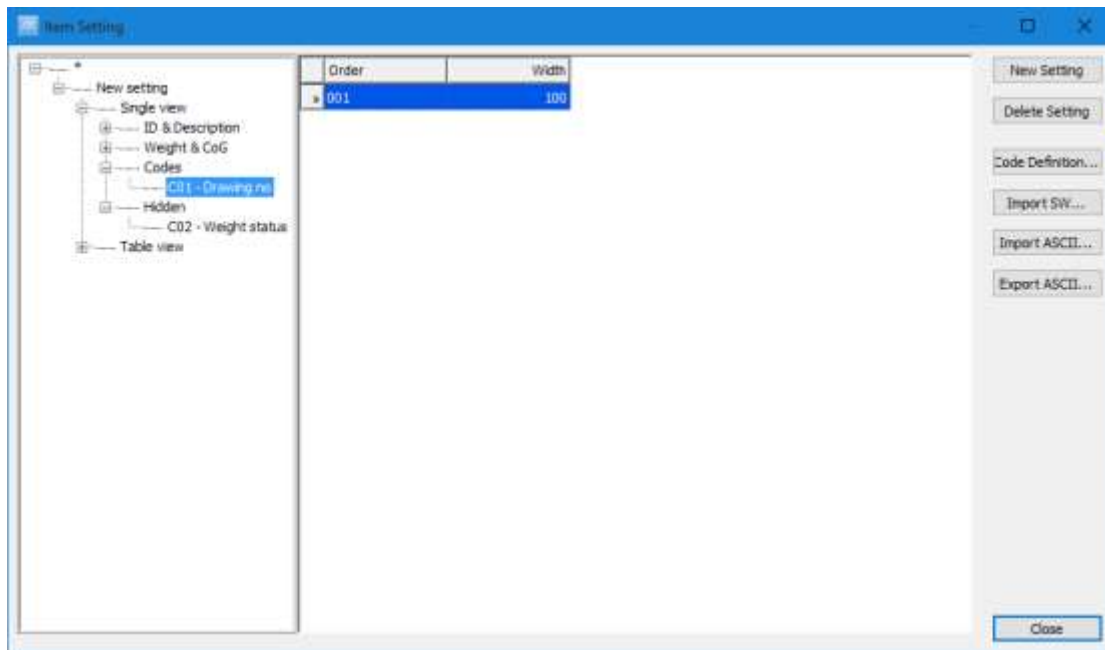 Item Setting
*
New setting
Single view
ID & Description
Weight & CoG
Codes
C01 - Drawing no
Hidden
C02 - Weight status
Table view
Order Width
» 001 100
New Setting
Delete Setting
Code Definition...
Import SW...
Import ASCII...
Export ASCII...
Close